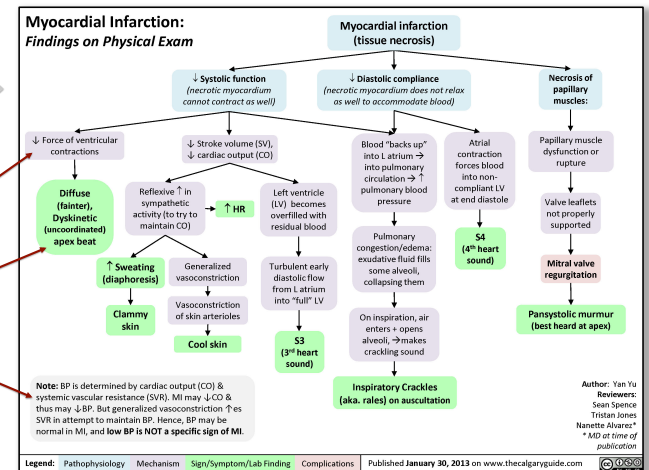 Myocardial Infarction:
Findings on Physical Exam
Myocardial infarction
(tissue necrosis)
↓ Systolic function
(necrotic myocardium
cannot contract as well)
↓ Diastolic compliance
(necrotic myocardium does not relax
as well to accommodate blood)
Necrosis of
papillary
muscles:
↓ Force of ventricular
contractions
↓ Stroke volume (SV),
↓ cardiac output (CO)
Blood “backs up”
into L atrium →
into pulmonary
circulation → ↑
pulmonary blood
pressure
Atrial
contraction
forces blood
into non-
compliant LV
at end diastole
Papillary muscle
dysfunction or
rupture
Diffuse
(fainter),
Dyskinetic
(uncoordinated)
apex beat
Reflexive ↑ in
sympathetic
activity (to try to
maintain CO)
↑ HR
Left ventricle
(LV) becomes
overfilled with
residual blood
Valve leaflets
not properly
supported
S4
(4th heart
sound)
Pulmonary
congestion/edema:
exudative fluid fills
some alveoli,
collapsing them
Mitral valve
regurgitation
↑ Sweating
(diaphoresis)
Generalized
vasoconstriction
Turbulent early
diastolic flow
from L atrium
into “full” LV
Clammy
skin
Vasoconstriction
of skin arterioles
Cool skin
S3
(3rd heart
sound)
On inspiration, air
enters + opens
alveoli, →makes
crackling sound
Pansystolic murmur
(best heard at apex)
Inspiratory Crackles
(aka. rales) on auscultation
Note: BP is determined by cardiac output (CO) &
systemic vascular resistance (SVR). MI may ↓CO &
thus may ↓BP. But generalized vasoconstriction ↑es
SVR in attempt to maintain BP. Hence, BP may be
normal in MI, and low BP is NOT a specific sign of MI.
Author: Yan Yu
Reviewers:
Sean Spence
Tristan Jones
Nanette Alvarez*
* MD at time of
publication
Legend: Pathophysiology Mechanism Sign/Symptom/Lab Finding Complications Published January 30, 2013 on www.thecalgaryguide.com